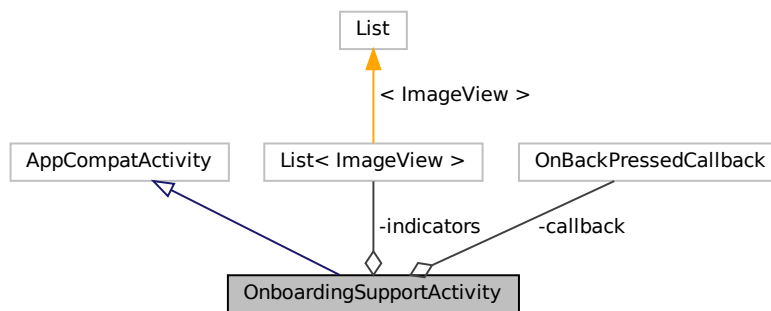 List
< ImageView >
AppCompatActivity
List< ImageView >
OnBackPressedCallback
-indicators
-callback
OnboardingSupportActivity